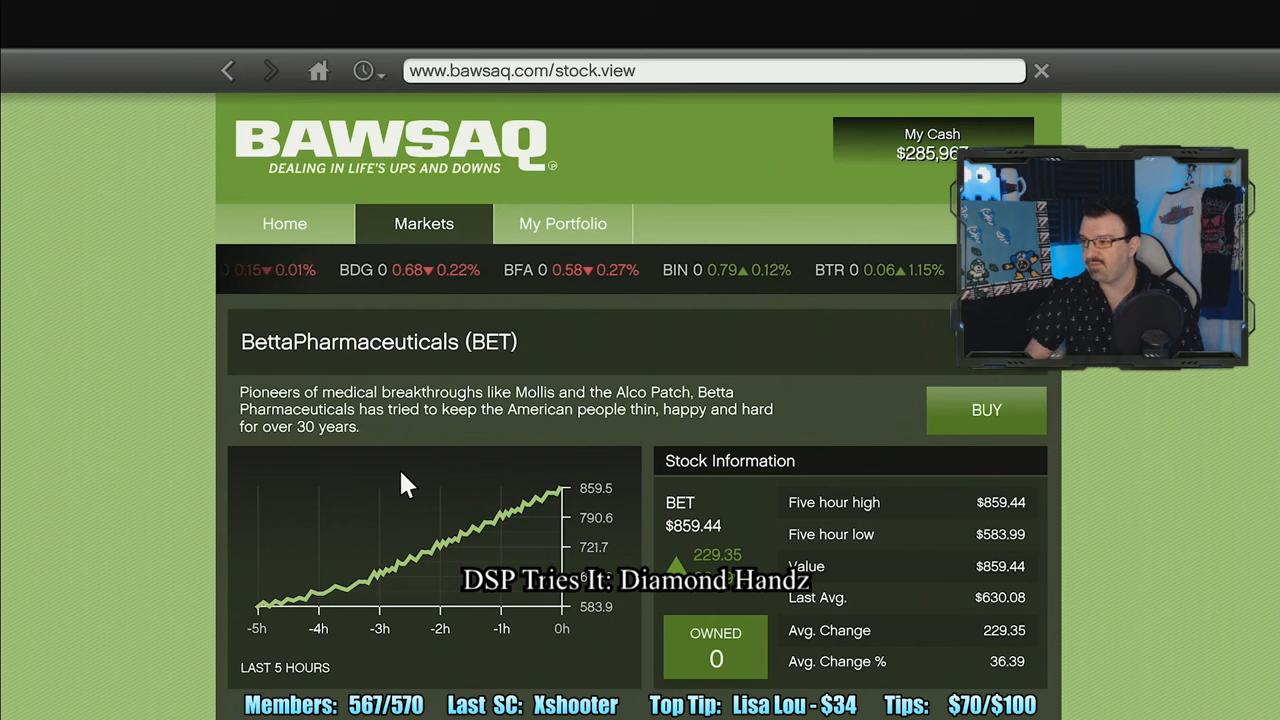 www.bawsaq.com/stock.view
BAWSAQ
DEALING IN LIFE'S UPS AND DOWNS
My Cash
$285,967
Home Markets My Portfolio
0.15▼0.01% BDG 0 0.68▼0.22% BFA 0 0.58▼0.27% BIN 0 0.79▲0.12% BTR 0 0.06▲1.15%
BettaPharmaceuticals (BET)
Pioneers of medical breakthroughs like Mollis and the Alco Patch, Betta
Pharmaceuticals has tried to keep the American people thin, happy and hard
for over 30 years.
BUY
859.5
790.6
721.7
583.9
-5h -4h -3h -2h -1h 0h
LAST 5 HOURS
Stock Information
BET
$859.44
229.35
Five hour high $859.44
Five hour low $583.99
Value $859.44
Last Avg. $630.08
Avg. Change 229.35
Avg. Change % 36.39
OWNED
0
DSP Tries It: Diamond Handz
Members: 567/570 Last SC: Xshooter Top Tip: Lisa Lou - $34 Tips: $70/$100